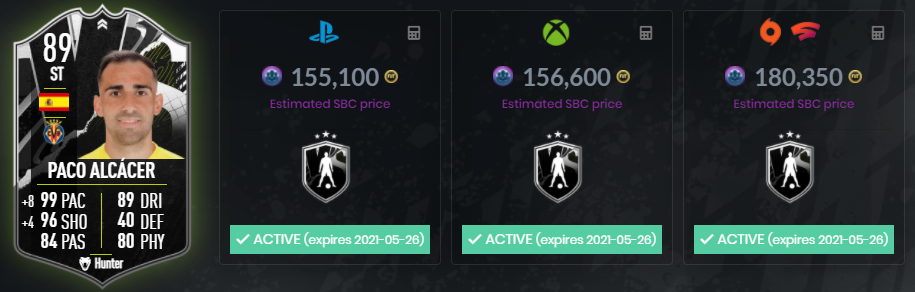 89
ST
PACO ALCÁCER
+8 99 PAC 89 DRI
+4 96 SHO 40 DEF
84 PAS 80 PHY
Hunter
155,100
Estimated SBC price
✓ ACTIVE (expires 2021-05-26)
156,600
Estimated SBC price
✓ ACTIVE (expires 2021-05-26)
180,350
Estimated SBC price
✓ ACTIVE (expires 2021-05-26)